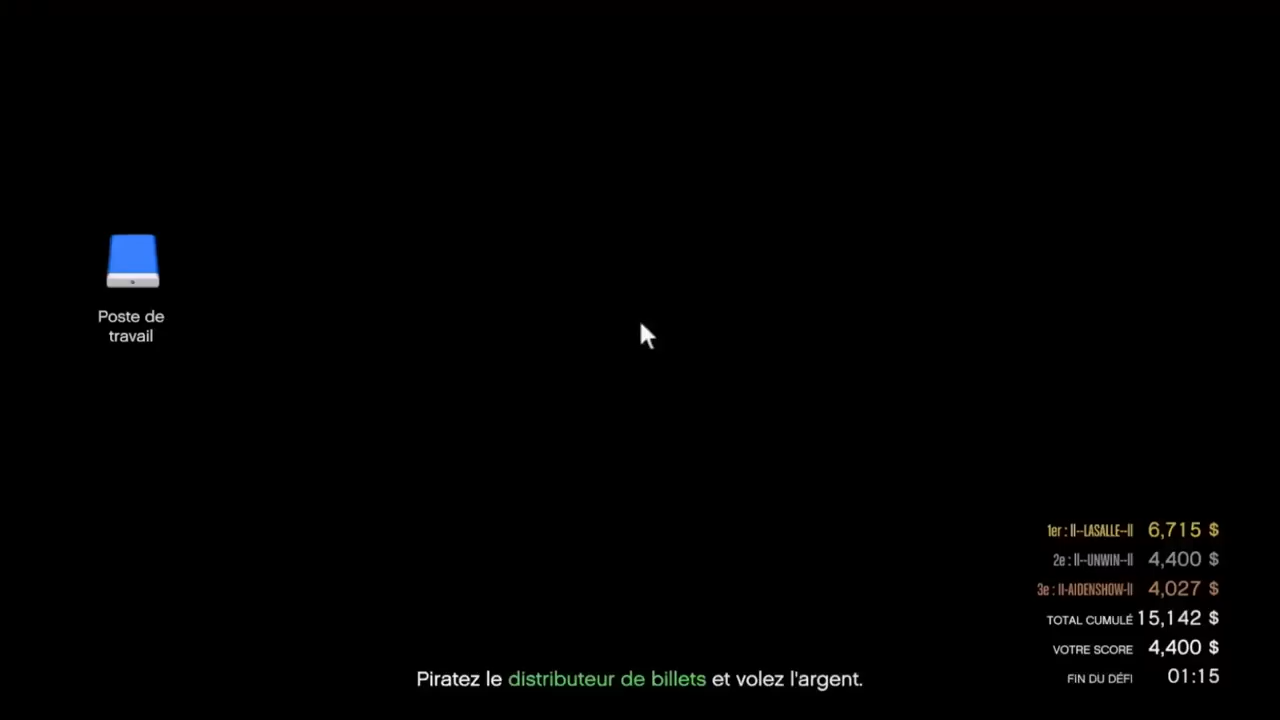 Poste de
travail
1er : II--LASALLE--II 6,715 $
2e : II--UNWIN--II 4,400 $
3e : II-AIDENSHOW-II 4,027 $
TOTAL CUMULÉ 15,142 $
VOTRE SCORE 4,400 $
FIN DU DÉFI 01:15
Piratez le distributeur de billets et volez l'argent.